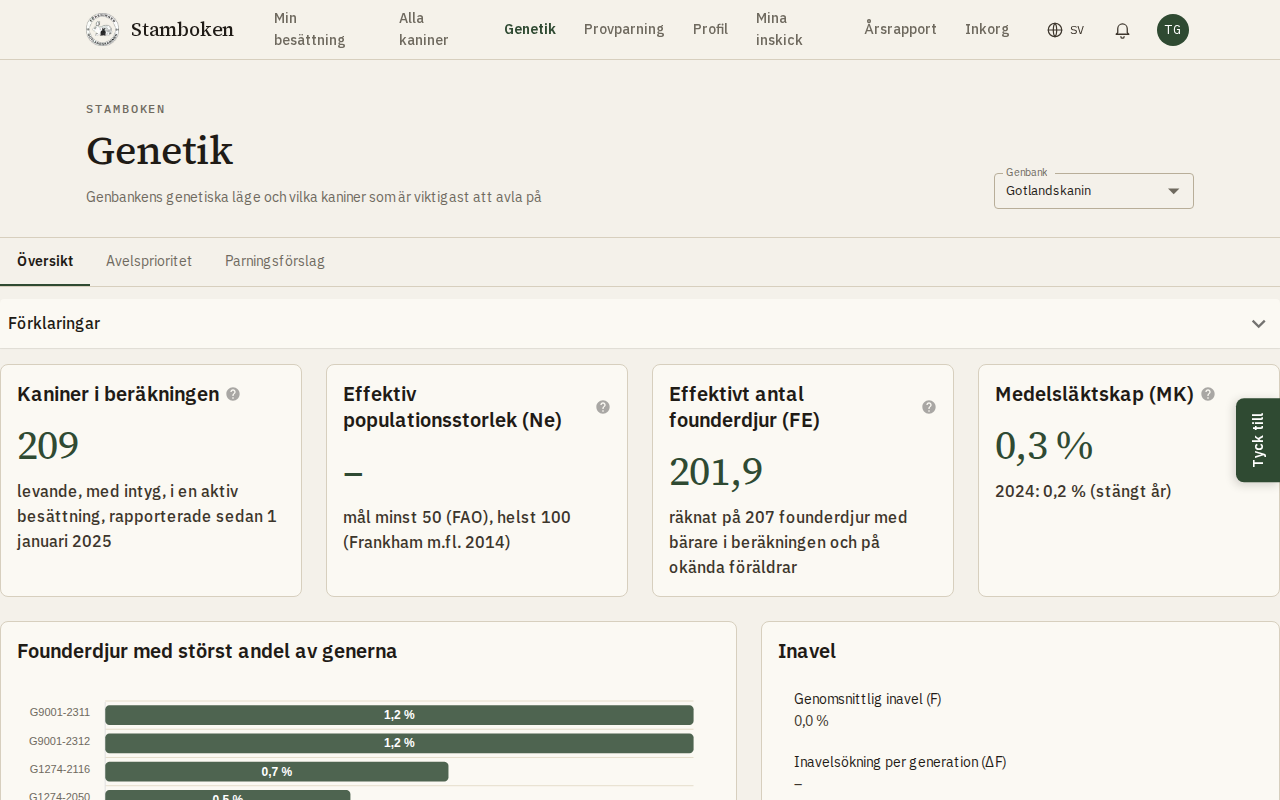 Stamboken
Min besättning
Alla kaniner
Genetik
Provparning
Profil
Mina inskick
Årsrapport
Inkorg
SV
TG
STAMBOKEN
Genetik
Genbankens genetiska läge och vilka kaniner som är viktigast att avla på
Genbank
Gotlandskanin
Översikt
Avelsprioritet
Parningsförslag
Förklaringar
Kaniner i beräkningen
209
levande, med intyg, i en aktiv
besättning, rapporterade sedan 1
januari 2025
Effektiv
populationsstorlek (Ne)
–
mål minst 50 (FAO), helst 100
(Frankham m.fl. 2014)
Effektivt antal
founderdjur (FE)
201,9
räknat på 207 founderdjur med
bärare i beräkningen och på
okända föräldrar
Medelsläktskap (MK)
0,3 %
2024: 0,2 % (stängt år)
Tyck till
Founderdjur med störst andel av generna
G9001-2311
1,2 %
G9001-2312
1,2 %
G1274-2116
0,7 %
G1274-2050
0,5 %
Inavel
Genomsnittlig inavel (F)
0,0 %
Inavelsökning per generation (ΔF)
–